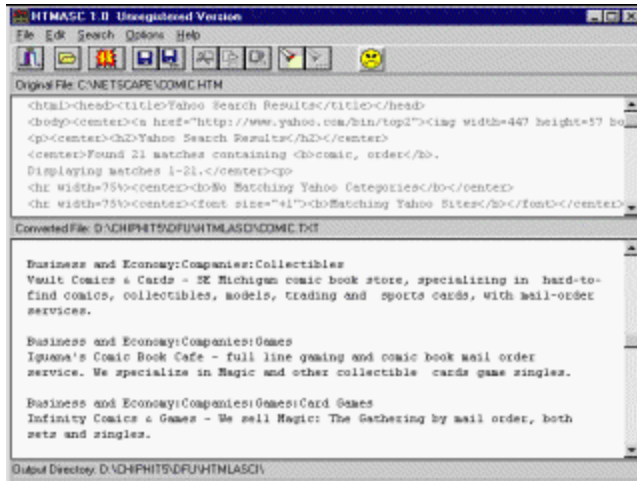 HTMASC 1.0 Unregistered Version
File Edit Search Options Help
Original File: C:\NETSCAPE\COMIC.HTM
<html><head><title>Yahoo Search Results</title></head>
<body><center><a href="http://www.yahoo.com/bin/top2"><img width=447 height=57 bo
<p><center><h2>Yahoo Search Results</h2></center>
<center>Found 21 matches containing <b>comic, order</b>.
Displaying matches 1-21.</center><p>
<hr width=75%><center><b>No Matching Yahoo Categories</b></center>
<hr width=75%><center><font size="+1"><b>Matching Yahoo Sites</b></font></center>
Converted File: D:\CHIPHITS\DFU\HTMLASCI\COMIC.TXT
Business and Economy:Companies:Collectibles
Vault Comics & Cards - SE Michigan comic book store, specializing in hard-to-
find comics, collectibles, models, trading and sports cards, with mail-order
services.
Business and Economy:Companies:Games
Iguana's Comic Book Cafe - full line gaming and comic book mail order
service. We specialize in Magic and other collectible cards game singles.
Business and Economy:Companies:Games:Card Games
Infinity Comics & Games - We sell Magic: The Gathering by mail order, both
sets and singles.
Output Directory: D:\CHIPHITS\DFU\HTMLASCI\